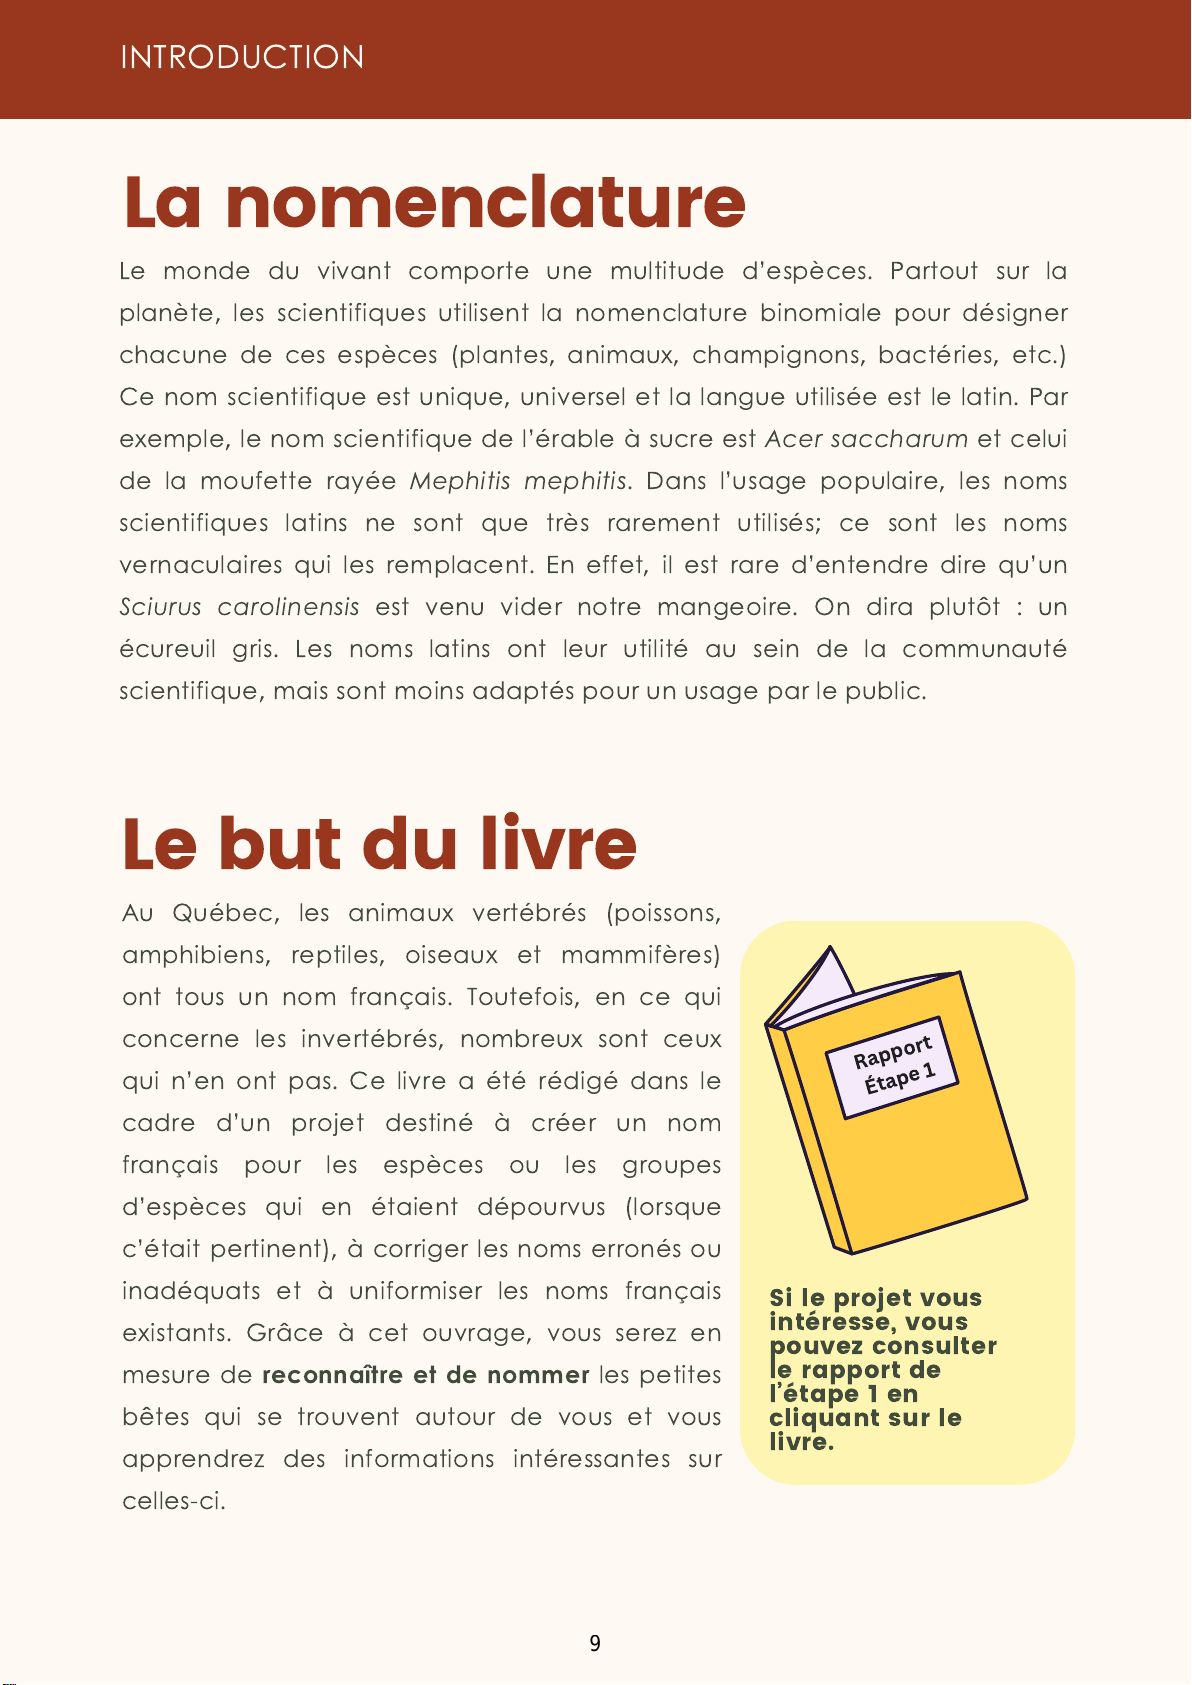 INTRODUCTION
La nomenclature
Le monde du vivant comporte une multitude d'espèces. Partout sur la
planète, les scientifiques utilisent la nomenclature binomiale pour désigner
chacune de ces espèces (plantes, animaux, champignons, bactéries, etc.)
Ce nom scientifique est unique, universel et la langue utilisée est le latin. Par
exemple, le nom scientifique de l'érable à sucre est Acer saccharum et celui
de la moufette rayée Mephitis mephitis. Dans l'usage populaire, les noms
scientifiques latins ne sont que très rarement utilisés; ce sont les noms
vernaculaires qui les remplacent. En effet, il est rare d'entendre dire qu'un
Sciurus carolinensis est venu vider notre mangeoire. On dira plutôt : un
écureuil gris. Les noms latins ont leur utilité au sein de la communauté
scientifique, mais sont moins adaptés pour un usage par le public.
Le but du livre
Au Québec, les animaux vertébrés (poissons,
amphibiens, reptiles, oiseaux et mammifères)
ont tous un nom français. Toutefois, en ce qui
concerne les invertébrés, nombreux sont ceux
qui n'en ont pas. Ce livre a été rédigé dans le
cadre d'un projet destiné à créer un nom
français pour les espèces ou les groupes
d'espèces qui en étaient dépourvus (lorsque
c'était pertinent), à corriger les noms erronés ou
inadéquats et à uniformiser les noms français
existants. Grâce à cet ouvrage, vous serez en
mesure de reconnaître et de nommer les petites
bêtes qui se trouvent autour de vous et vous
apprendrez des informations intéressantes sur
celles-ci.
Rapport
Étape 1
Si le projet vous
intéresse, vous
pouvez consulter
le rapport de
l'étape 1 en
cliquant sur le
livre.
9